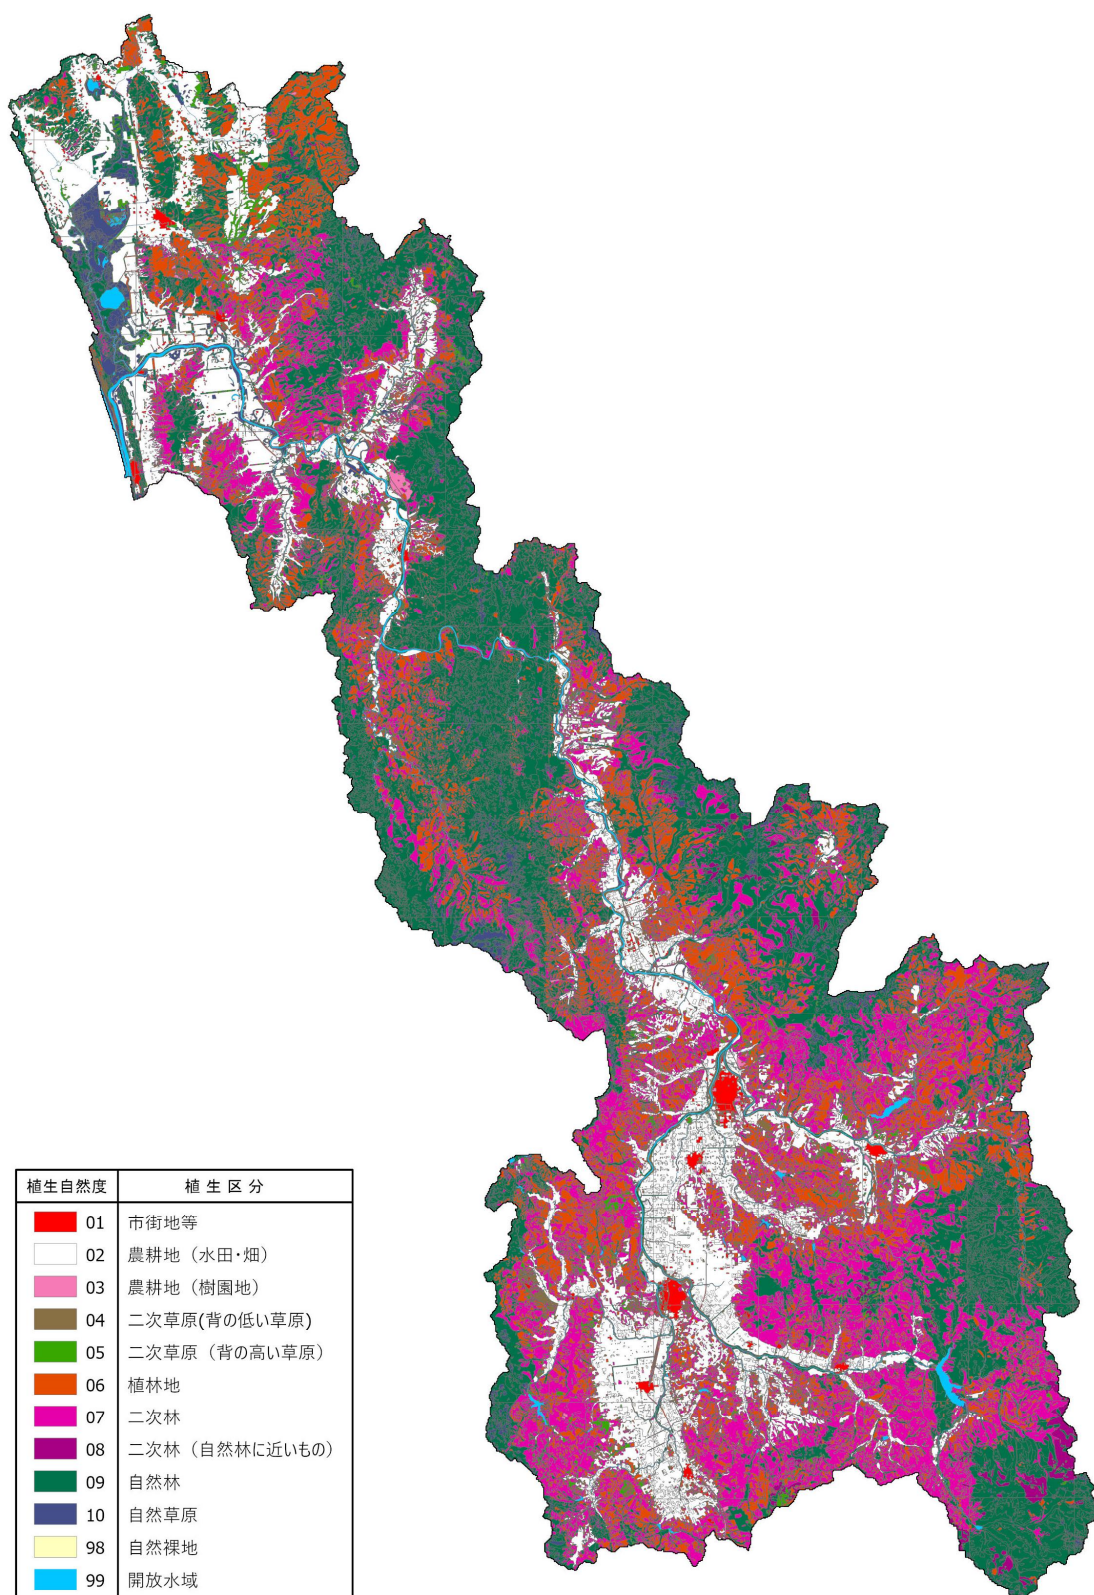 植生自然度 植生区分
01 市街地等
02 農耕地（水田・畑）
03 農耕地（樹園地）
04 二次草原(背の低い草原)
05 二次草原（背の高い草原）
06 植林地
07 二次林
08 二次林（自然林に近いもの）
09 自然林
10 自然草原
98 自然裸地
99 開放水域